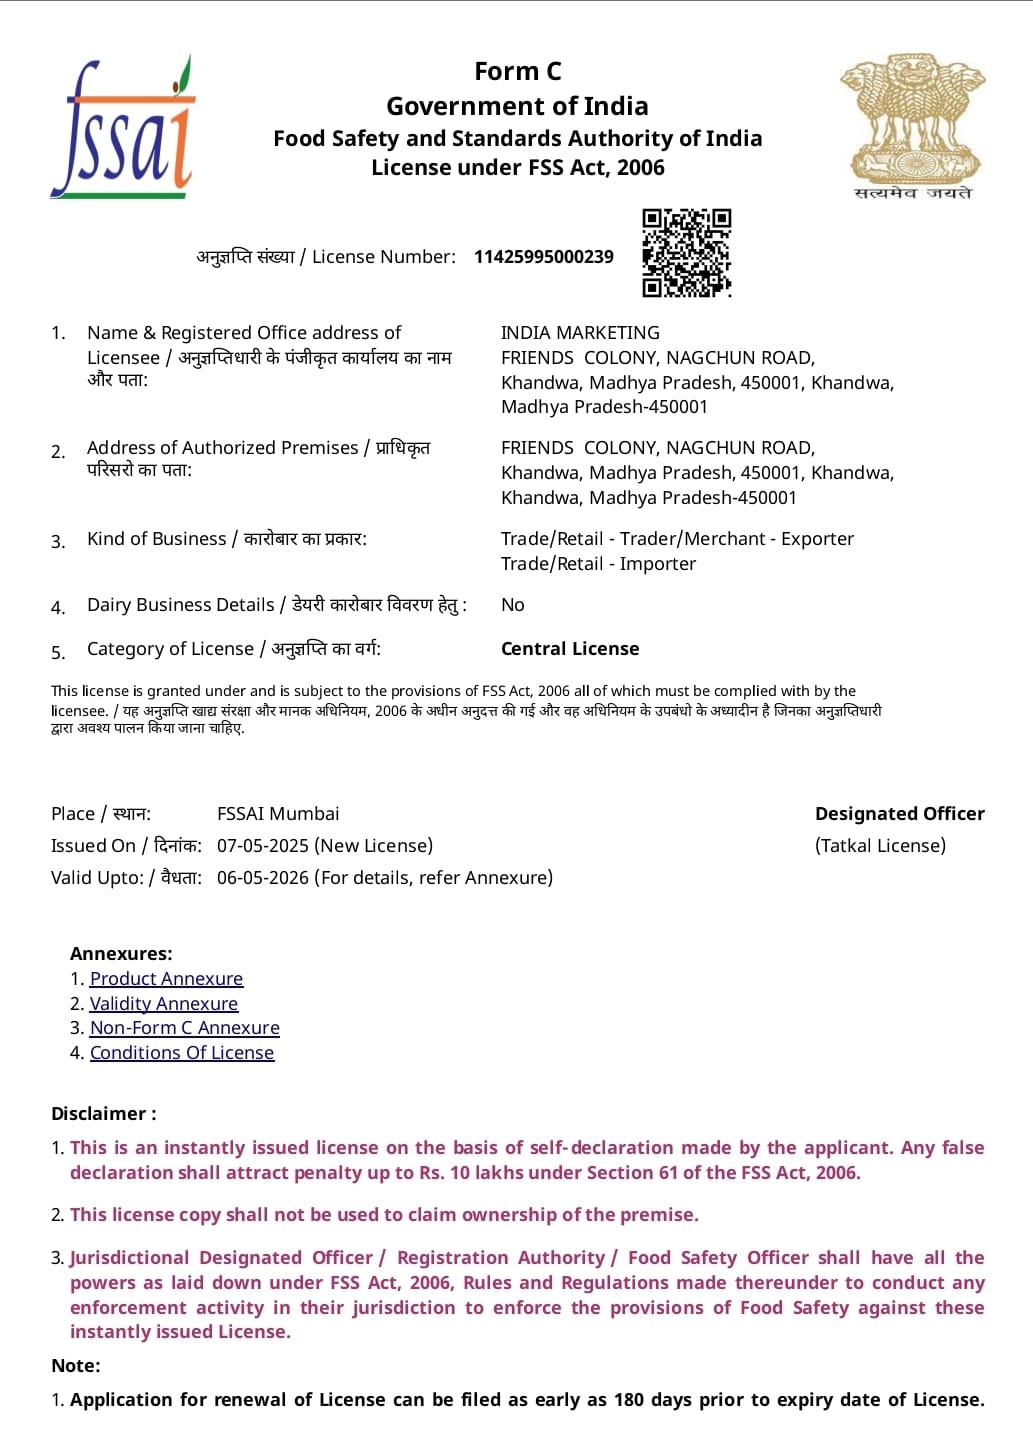 fssai
Form C
Government of India
Food Safety and Standards Authority of India
License under FSS Act, 2006
सत्यमेव जयते
अनुज्ञप्ति संख्या / License Number: 11425995000239
1. Name & Registered Office address of
Licensee / अनुज्ञप्तिधारी के पंजीकृत कार्यालय का नाम
और पता:
INDIA MARKETING
FRIENDS  COLONY, NAGCHUN ROAD,
Khandwa, Madhya Pradesh, 450001, Khandwa,
Madhya Pradesh-450001
2. Address of Authorized Premises / प्राधिकृत
परिसरो का पता:
FRIENDS  COLONY, NAGCHUN ROAD,
Khandwa, Madhya Pradesh, 450001, Khandwa,
Khandwa, Madhya Pradesh-450001
3. Kind of Business / कारोबार का प्रकार:
Trade/Retail - Trader/Merchant - Exporter
Trade/Retail - Importer
4. Dairy Business Details / डेयरी कारोबार विवरण हेतु : No
5. Category of License / अनुज्ञप्ति का वर्ग: Central License
This license is granted under and is subject to the provisions of FSS Act, 2006 all of which must be complied with by the
licensee. / यह अनुज्ञप्ति खाद्य संरक्षा और मानक अधिनियम, 2006 के अधीन अनुदत्त की गई और वह अधिनियम के उपबंधो के अध्यादीन है जिनका अनुज्ञप्तिधारी
द्वारा अवश्य पालन किया जाना चाहिए.
Place / स्थान: FSSAI Mumbai
Designated Officer
Issued On / दिनांक: 07-05-2025 (New License)
(Tatkal License)
Valid Upto: / वैधता: 06-05-2026 (For details, refer Annexure)
Annexures:
1. Product Annexure
2. Validity Annexure
3. Non-Form C Annexure
4. Conditions Of License
Disclaimer :
1. This is an instantly issued license on the basis of self-declaration made by the applicant. Any false
declaration shall attract penalty up to Rs. 10 lakhs under Section 61 of the FSS Act, 2006.
2. This license copy shall not be used to claim ownership of the premise.
3. Jurisdictional Designated Officer / Registration Authority / Food Safety Officer shall have all the
powers as laid down under FSS Act, 2006, Rules and Regulations made thereunder to conduct any
enforcement activity in their jurisdiction to enforce the provisions of Food Safety against these
instantly issued License.
Note:
1. Application for renewal of License can be filed as early as 180 days prior to expiry date of License.